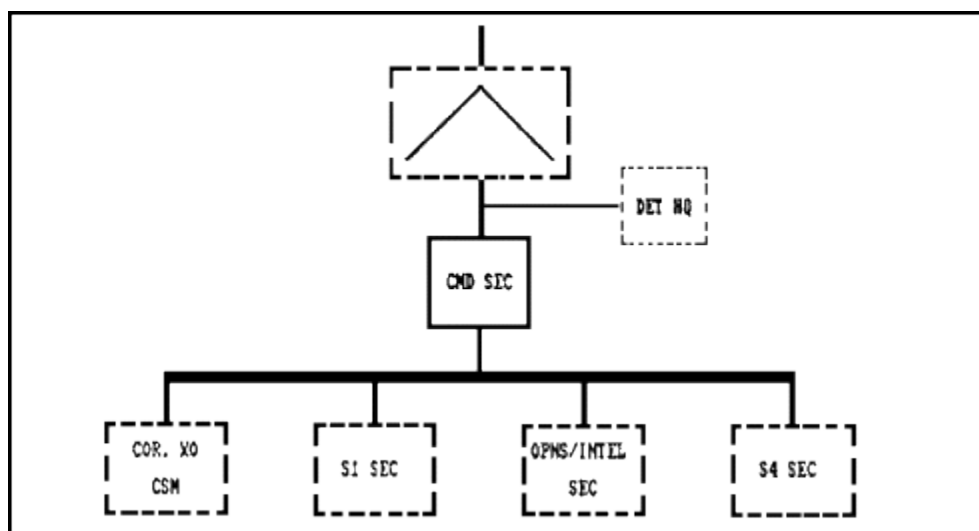 DET HQ
CMD SEC
COR. XO
CSM
S1 SEC
OPNS/INTEL
SEC
S4 SEC